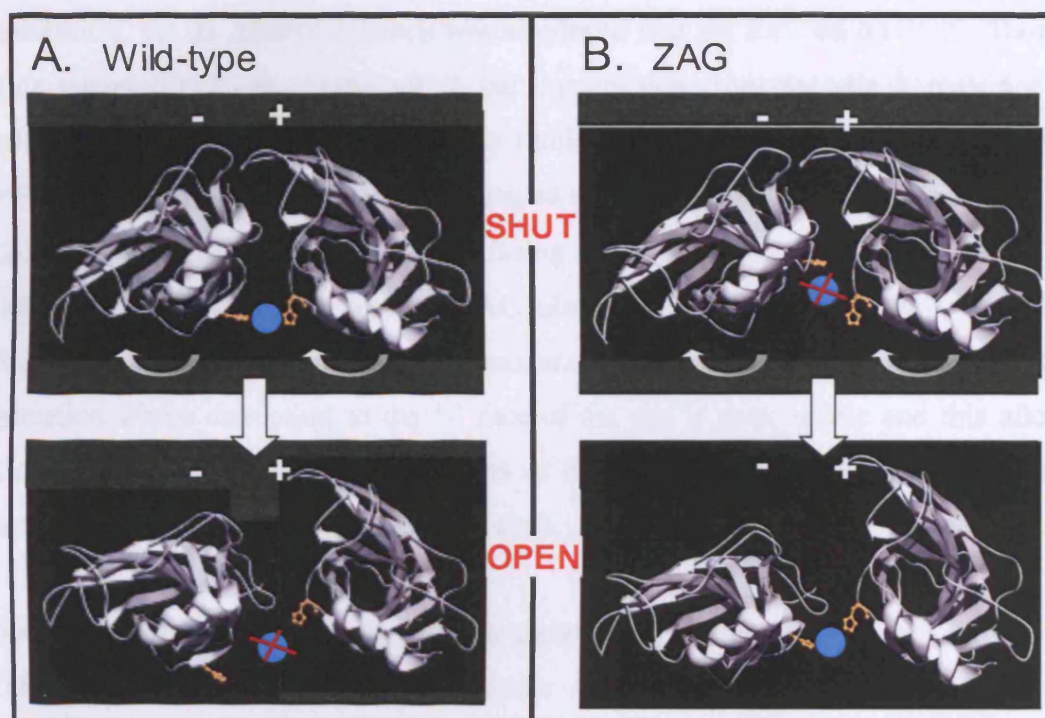 A. Wild-type
B. ZAG
- +
- +
SHUT
- +
- +
OPEN